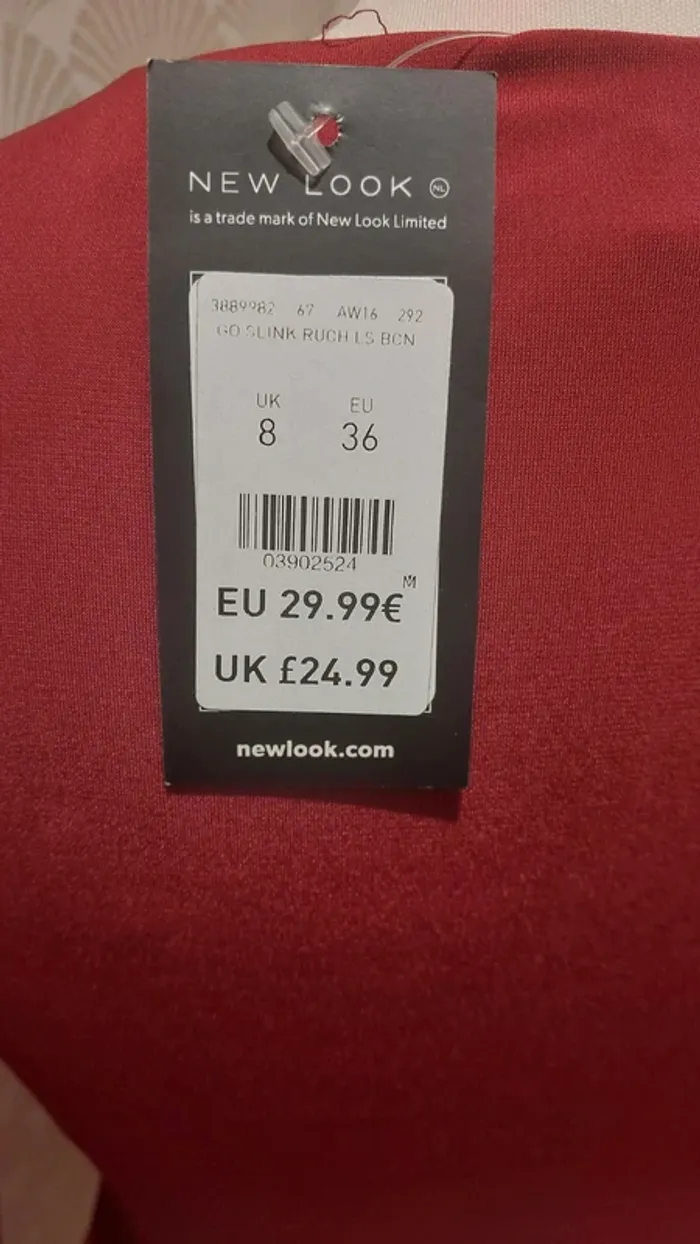 NEW LOOK NL
is a trade mark of New Look Limited
3889982 67 AW16 292
GO SLINK RUCH LS BCN
UK EU
8 36
03902524
M
EU 29.99€
UK £24.99
newlook.com